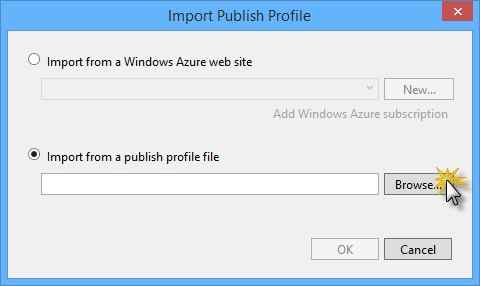 Import Publish Profile
Import from a Windows Azure web site
New...
Add Windows Azure subscription
Import from a publish profile file
Browse...
OK
Cancel